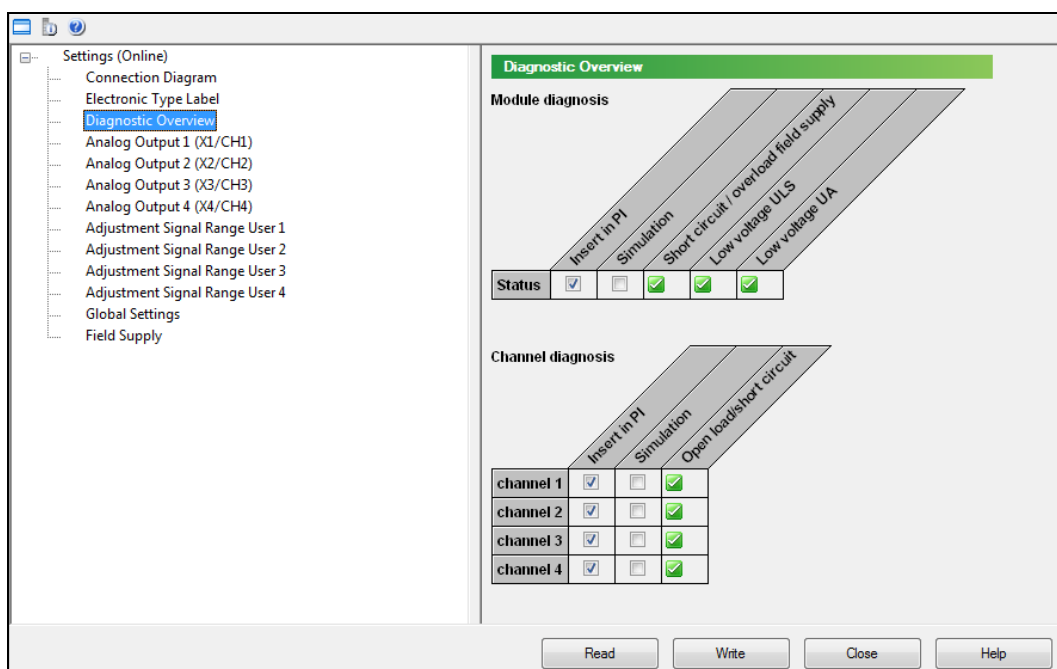 Settings (Online)
Connection Diagram
Electronic Type Label
Diagnostic Overview
Analog Output 1 (X1/CH1)
Analog Output 2 (X2/CH2)
Analog Output 3 (X3/CH3)
Analog Output 4 (X4/CH4)
Adjustment Signal Range User 1
Adjustment Signal Range User 2
Adjustment Signal Range User 3
Adjustment Signal Range User 4
Global Settings
Field Supply
Diagnostic Overview
Module diagnosis
Insert in PI
Simulation
Short circuit / overload field supply
Low voltage ULS
Low voltage UA
Status
Channel diagnosis
Insert in PI
Simulation
Open load/short circuit
channel 1
channel 2
channel 3
channel 4
Read
Write
Close
Help